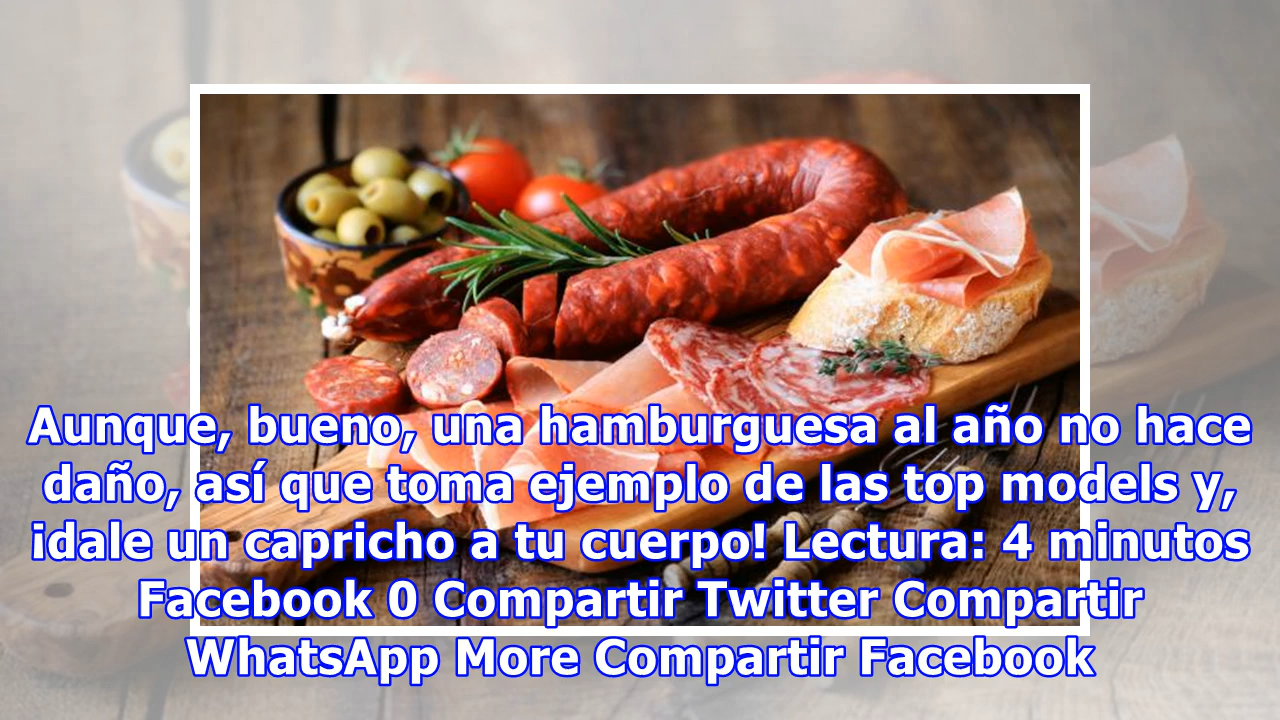 Aunque, bueno, una hamburguesa al año no hace
daño, así que toma ejemplo de las top models y,
¡dale un capricho a tu cuerpo! Lectura: 4 minutos
Facebook 0 Compartir Twitter Compartir
WhatsApp More Compartir Facebook